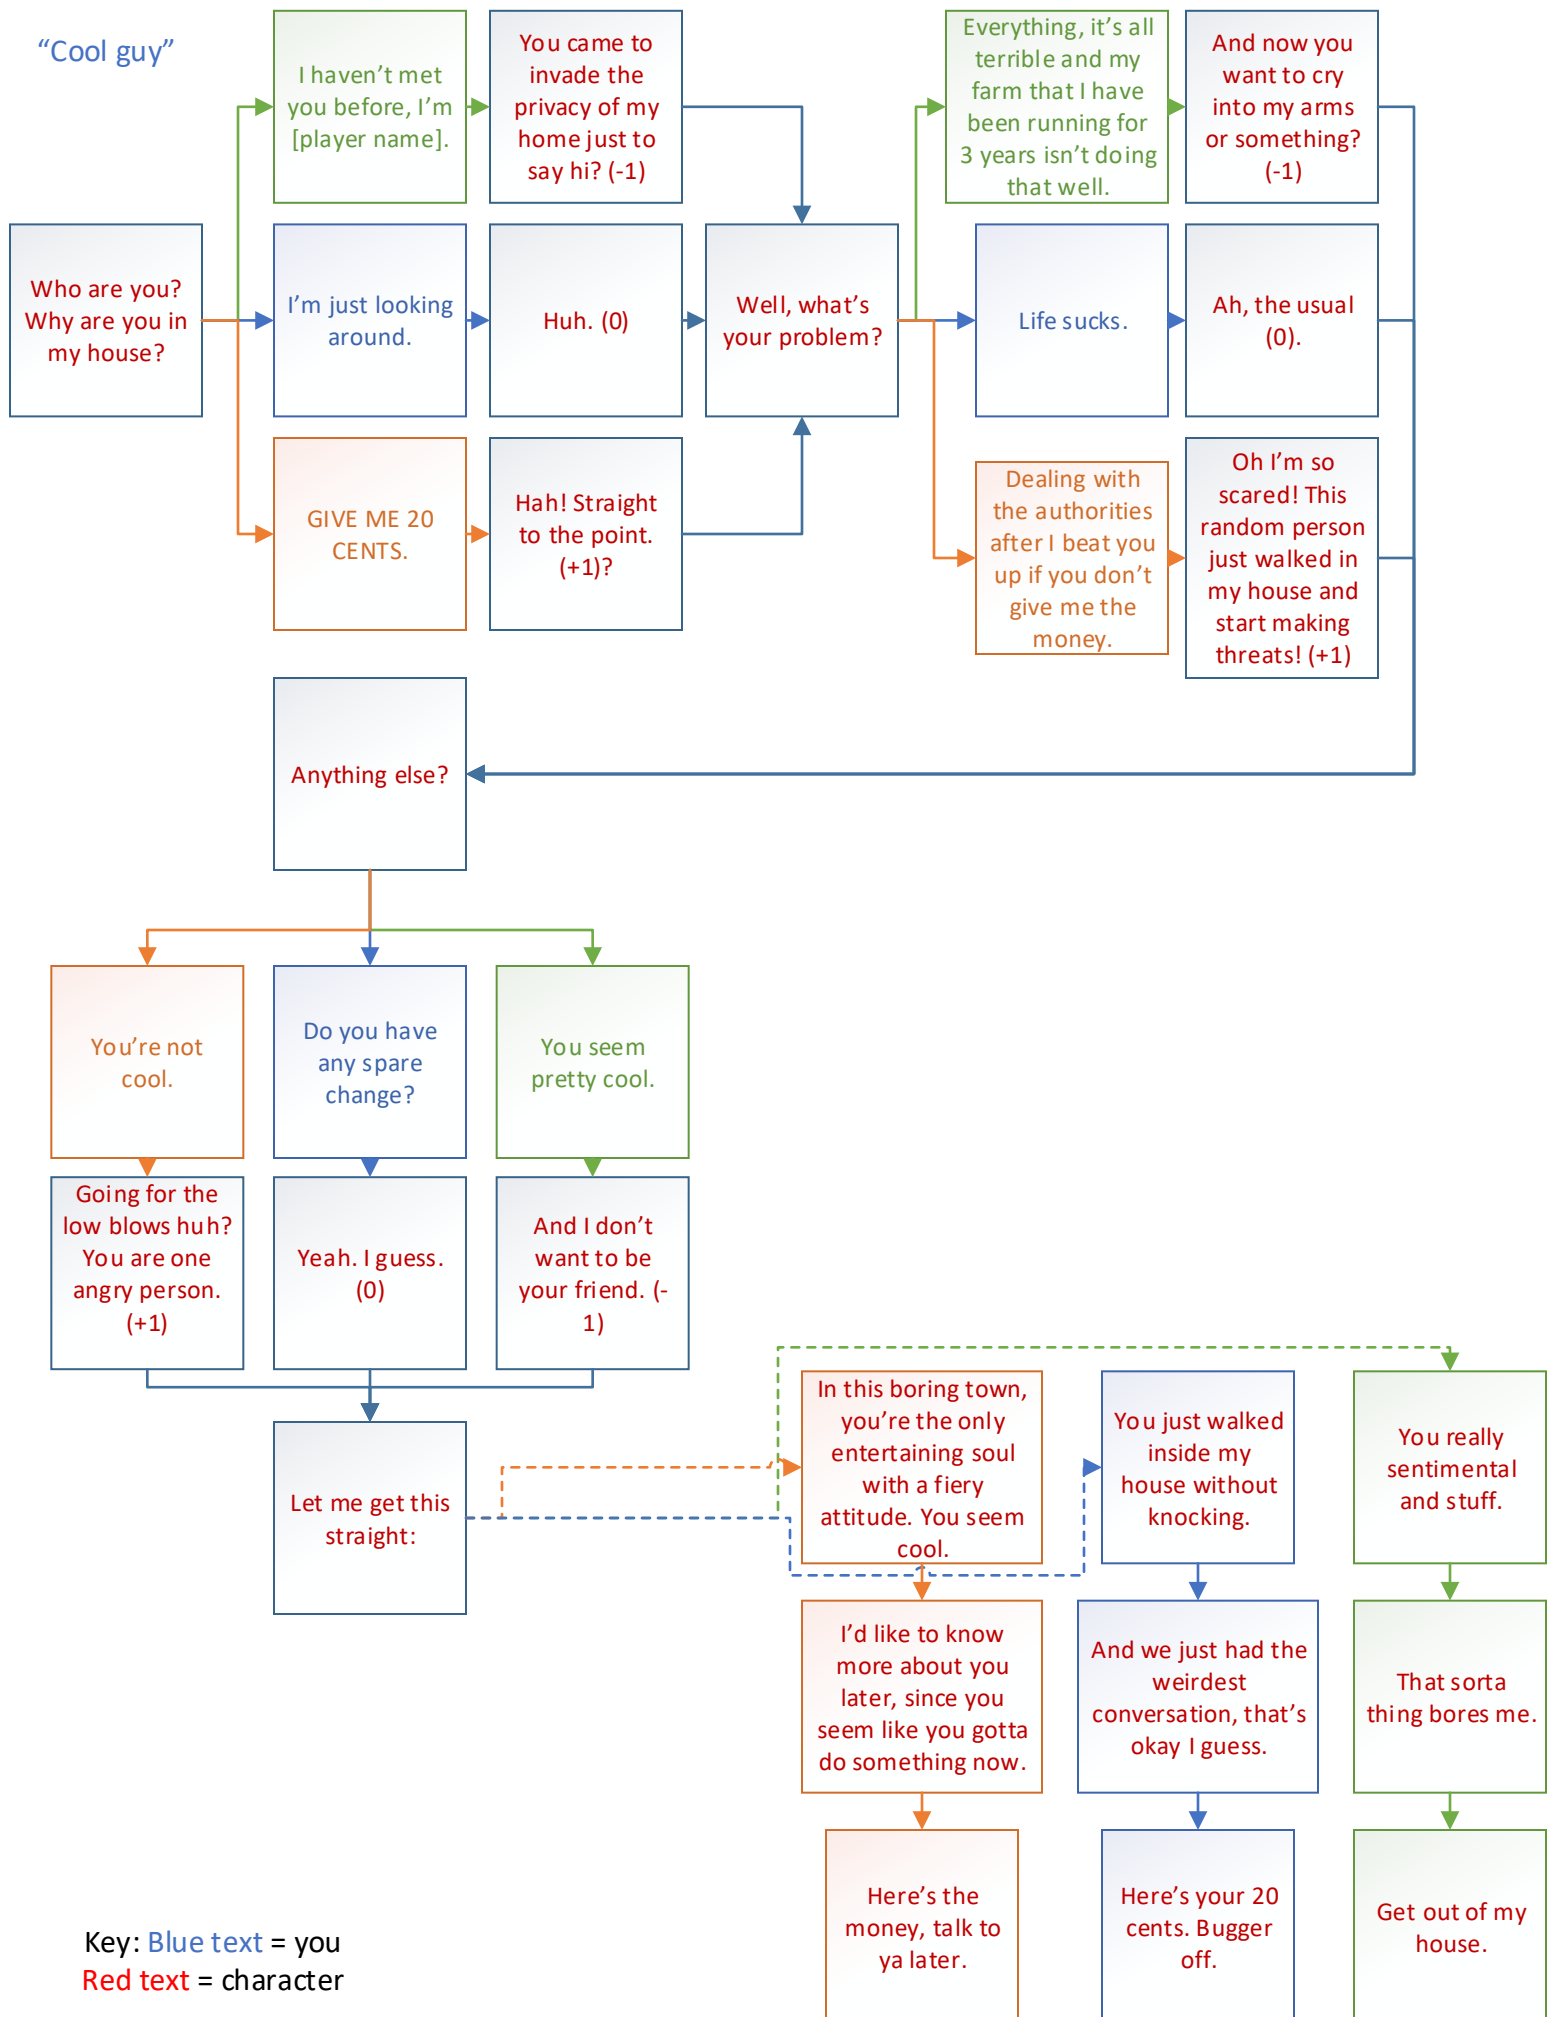 “Cool guy”
I haven’t met
you before, I’m
[player name].
You came to
invade the
privacy of my
home just to
say hi? (-1)
Everything, it’s all
terrible and my
farm that I have
been running for
3 years isn’t doing
that well.
And now you
want to cry
into my arms
or something?
(-1)
Who are you?
Why are you in
my house?
I’m just looking
around.
Huh. (0)
Well, what’s
your problem?
Life sucks.
Ah, the usual
(0).
GIVE ME 20
CENTS.
Hah! Straight
to the point.
(+1)?
Dealing with
the authorities
after I beat you
up if you don’t
give me the
money.
Oh I’m so
scared! This
random person
just walked in
my house and
start making
threats! (+1)
Anything else?
You’re not
cool.
Do you have
any spare
change?
You seem
pretty cool.
Going for the
low blows huh?
You are one
angry person.
(+1)
Yeah. I guess.
(0)
And I don’t
want to be
your friend. (-
1)
Let me get this
straight:
In this boring town,
you’re the only
entertaining soul
with a fiery
attitude. You seem
cool.
You just walked
inside my
house without
knocking.
You really
sentimental
and stuff.
I’d like to know
more about you
later, since you
seem like you gotta
do something now.
And we just had the
weirdest
conversation, that’s
okay I guess.
That sorta
thing bores me.
Here’s the
money, talk to
ya later.
Here’s your 20
cents. Bugger
off.
Get out of my
house.
Key: Blue text = you
Red text = character